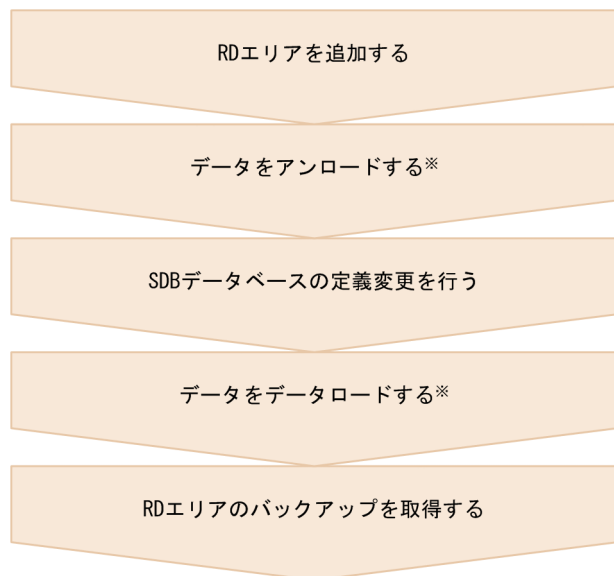 RDエリアを追加する
データをアンロードする※
SDBデータベースの定義変更を行う
データをデータロードする※
RDエリアのバックアップを取得する